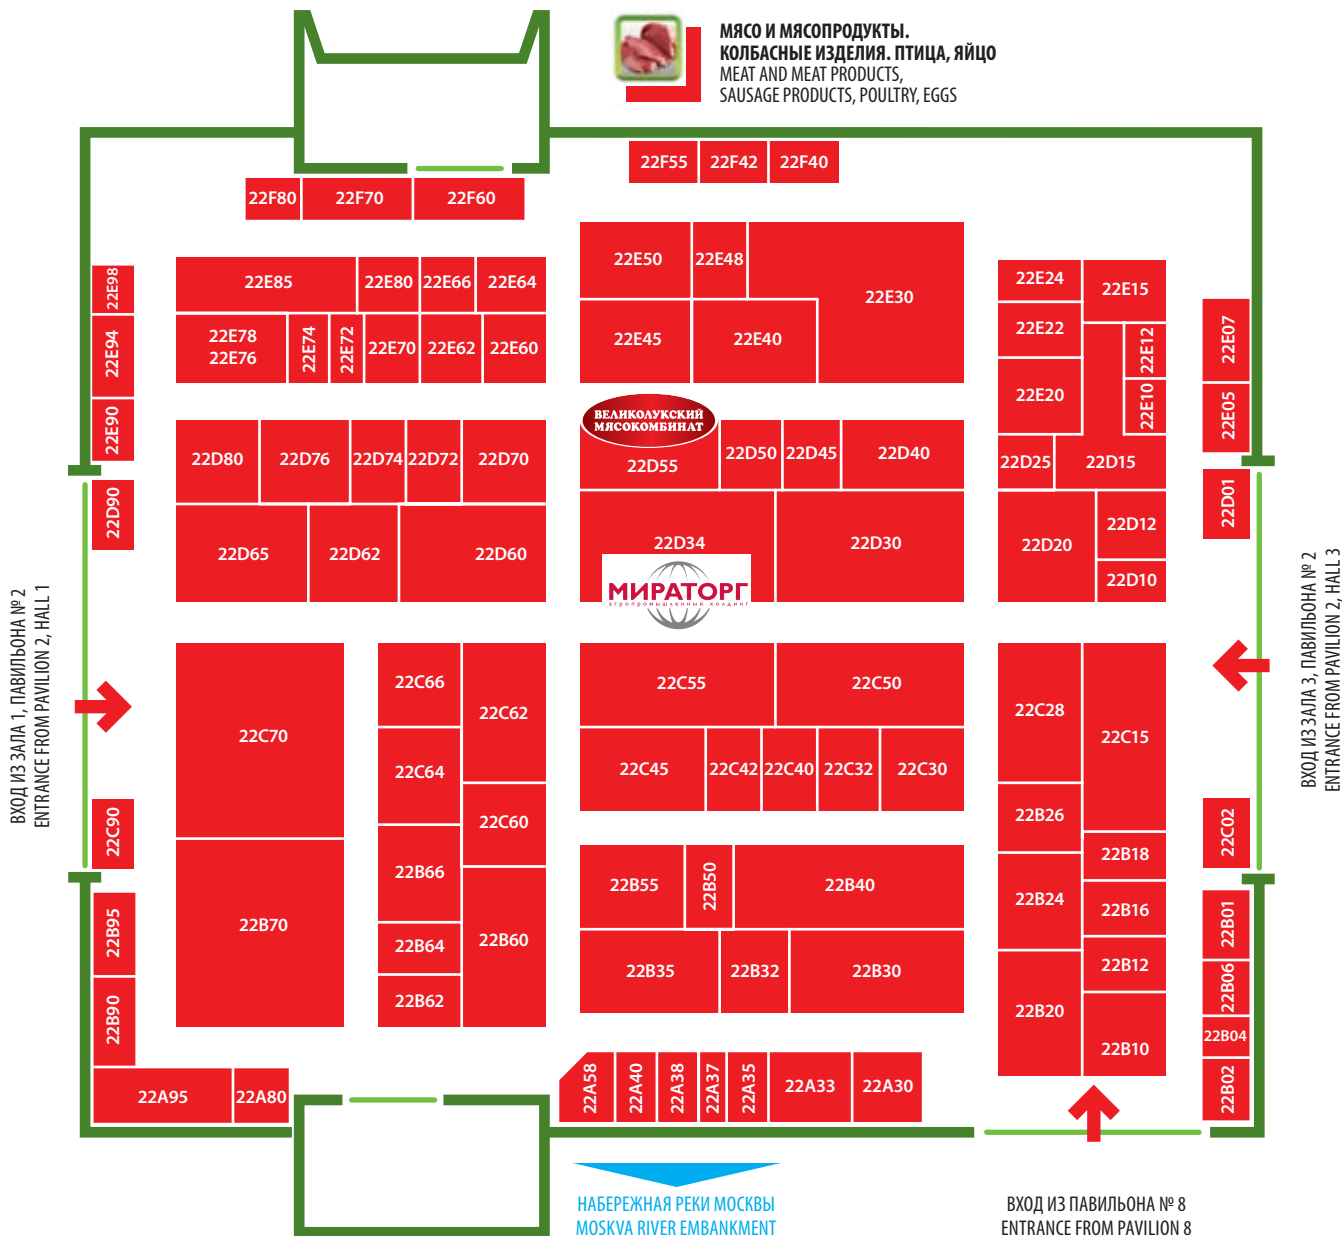 МЯСО И МЯСОПРОДУКТЫ.
КОЛБАСНЫЕ ИЗДЕЛИЯ. ПТИЦА, ЯЙЦО
MEAT AND MEAT PRODUCTS,
SAUSAGE PRODUCTS, POULTRY, EGGS
22F55 22F42 22F40
22F80 22F70 22F60
22E50 22E48 22E30
22E85 22E80 22E66 22E64
22E98
22E24 22E15
22E78
22E76
22E74 22E72 22E70 22E62 22E60
22E94
22E45 22E40
22E22 22E12
22E07
22E20 22E10
22E05
22E90
ВЕЛИКОЛУКСКИЙ
МЯСОКОМБИНАТ
22D55 22D50 22D45 22D40
22D80 22D76 22D74 22D72 22D70
22D25 22D15
22D90
22D01
22D65 22D62 22D60
22D34 22D30
22D20 22D12
22D10
МИРАТОРГ
агропромышленный холдинг
ВХОД ИЗ ЗАЛА 1, ПАВИЛЬОНА № 2
ENTRANCE FROM PAVILION 2, HALL 1
ВХОД ИЗ ЗАЛА 3, ПАВИЛЬОНА № 2
ENTRANCE FROM PAVILION 2, HALL 3
22C70 22C66 22C62
22C55 22C50
22C28 22C15
22C64
22C45 22C42 22C40 22C32 22C30
22C60
22B26
22C90
22C02
22B18
22B70 22B66 22B60
22B55 22B50 22B40
22B24 22B16
22B95
22B01
22B64
22B35 22B32 22B30
22B12
22B06
22B62
22B20 22B10
22B90
22B04
22B02
22A95 22A80
22A58 22A40 22A38 22A37 22A35 22A33 22A30
НАБЕРЕЖНАЯ РЕКИ МОСКВЫ
MOSKVA RIVER EMBANKMENT
ВХОД ИЗ ПАВИЛЬОНА № 8
ENTRANCE FROM PAVILION 8